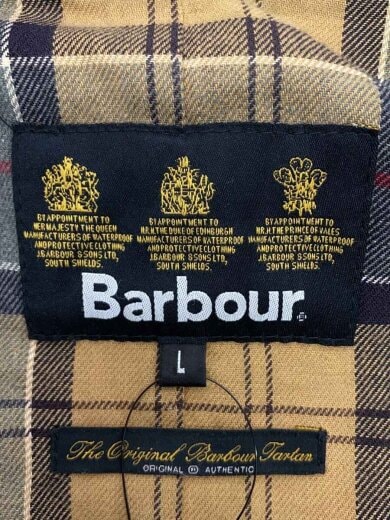 BY APPOINTMENT TO
HER MAJESTY THE QUEEN
MANUFACTURERS OF WATERPROOF
AND PROTECTIVE CLOTHING
J.BARBOUR & SONS LTD,
SOUTH SHIELDS.
BY APPOINTMENT TO
H.R.H. THE DUKE OF EDINBURGH
MANUFACTURERS OF WATERPROOF
AND PROTECTIVE CLOTHING
J.BARBOUR & SONS LTD,
SOUTH SHIELDS.
BY APPOINTMENT TO
H.R.H. THE PRINCE OF WALES
MANUFACTURERS OF WATERPROOF
AND PROTECTIVE CLOTHING
J.BARBOUR & SONS LTD,
SOUTH SHIELDS.
Barbour
L
The Original Barbour Tartan
ORIGINAL AUTHENTIC